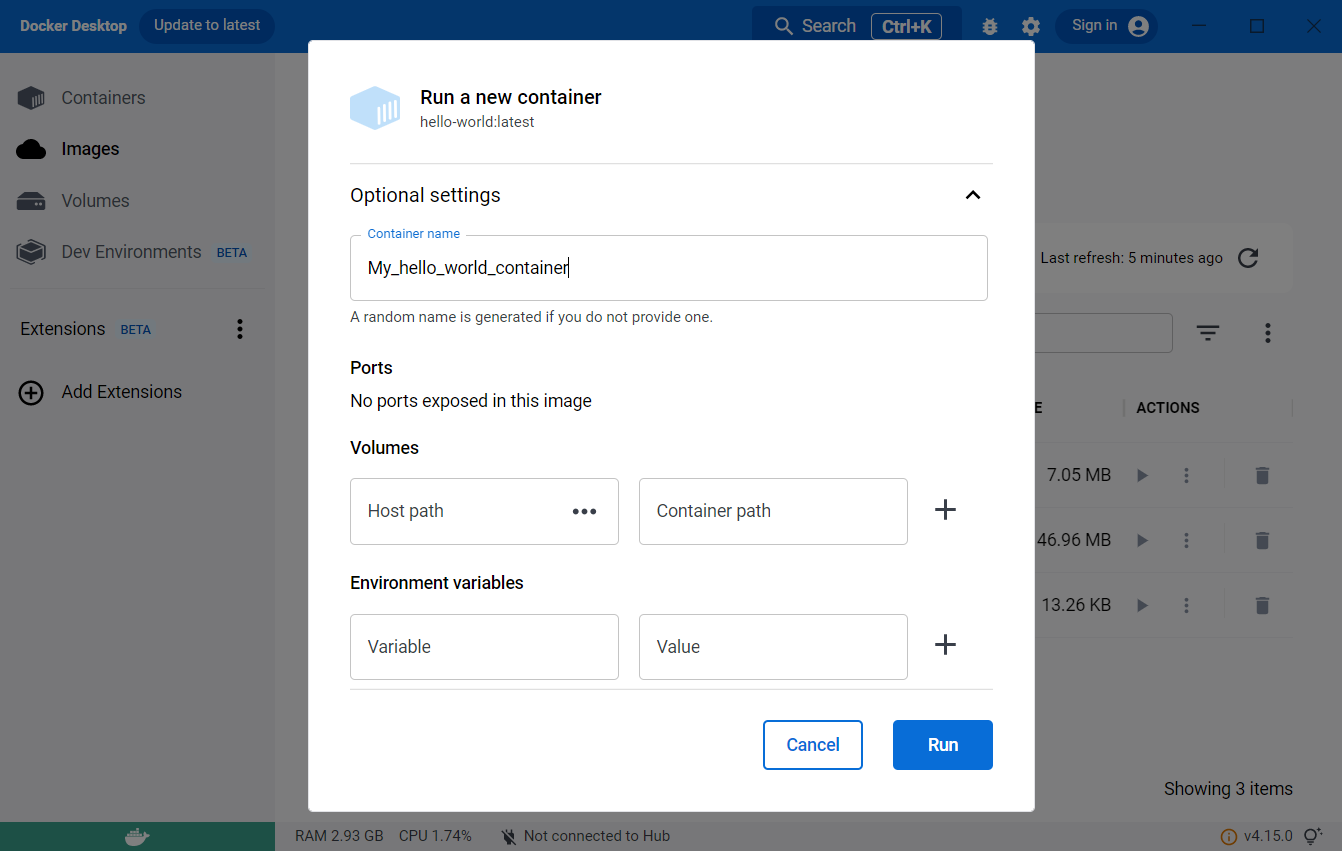 Docker Desktop Update to latest Search Ctrl+K Sign in
Containers
Images
Volumes
Dev Environments BETA
Extensions BETA
Add Extensions
Run a new container
hello-world:latest
Optional settings
Container name
My_hello_world_container
A random name is generated if you do not provide one.
Ports
No ports exposed in this image
Volumes
Host path Container path
Environment variables
Variable Value
Cancel Run
Last refresh: 5 minutes ago
E ACTIONS
7.05 MB
46.96 MB
13.26 KB
Showing 3 items
RAM 2.93 GB CPU 1.74% Not connected to Hub v4.15.0